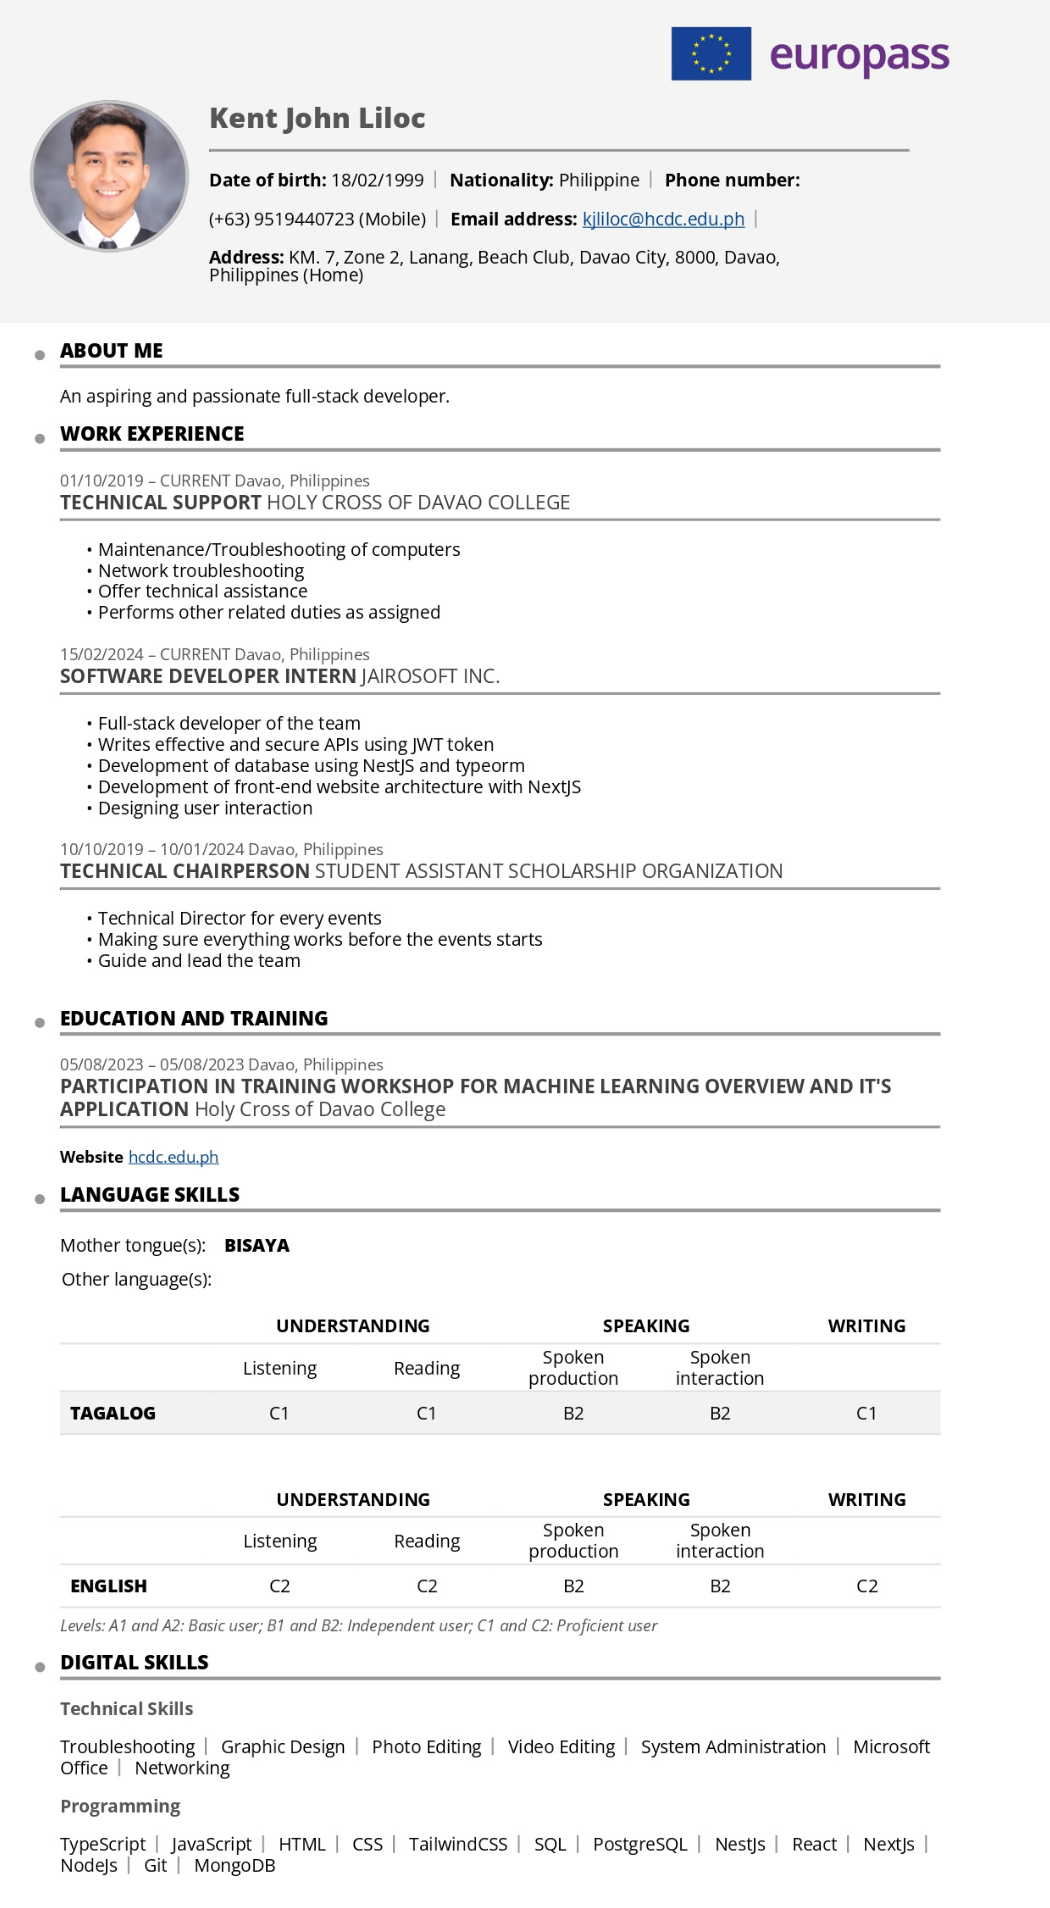 europass
Kent John Liloc
Date of birth: 18/02/1999 | Nationality: Philippine | Phone number:
(+63) 9519440723 (Mobile) | Email address: kjliloc@hcdc.edu.ph |
Address: KM. 7, Zone 2, Lanang, Beach Club, Davao City, 8000, Davao,
Philippines (Home)
ABOUT ME
An aspiring and passionate full-stack developer.
WORK EXPERIENCE
01/10/2019 – CURRENT Davao, Philippines
TECHNICAL SUPPORT HOLY CROSS OF DAVAO COLLEGE
• Maintenance/Troubleshooting of computers
• Network troubleshooting
• Offer technical assistance
• Performs other related duties as assigned
15/02/2024 – CURRENT Davao, Philippines
SOFTWARE DEVELOPER INTERN JAIROSOFT INC.
• Full-stack developer of the team
• Writes effective and secure APIs using JWT token
• Development of database using NestJS and typeorm
• Development of front-end website architecture with NextJS
• Designing user interaction
10/10/2019 – 10/01/2024 Davao, Philippines
TECHNICAL CHAIRPERSON STUDENT ASSISTANT SCHOLARSHIP ORGANIZATION
• Technical Director for every events
• Making sure everything works before the events starts
• Guide and lead the team
EDUCATION AND TRAINING
05/08/2023 – 05/08/2023 Davao, Philippines
PARTICIPATION IN TRAINING WORKSHOP FOR MACHINE LEARNING OVERVIEW AND IT'S
APPLICATION Holy Cross of Davao College
Website hcdc.edu.ph
LANGUAGE SKILLS
Mother tongue(s): BISAYA
Other language(s):
UNDERSTANDING SPEAKING WRITING
Listening Reading Spoken production Spoken interaction
TAGALOG C1 C1 B2 B2 C1
UNDERSTANDING SPEAKING WRITING
Listening Reading Spoken production Spoken interaction
ENGLISH C2 C2 B2 B2 C2
Levels: A1 and A2: Basic user; B1 and B2: Independent user; C1 and C2: Proficient user
DIGITAL SKILLS
Technical Skills
Troubleshooting | Graphic Design | Photo Editing | Video Editing | System Administration | Microsoft
Office | Networking
Programming
TypeScript | JavaScript | HTML | CSS | TailwindCSS | SQL | PostgreSQL | NestJs | React | NextJs |
NodeJs | Git | MongoDB